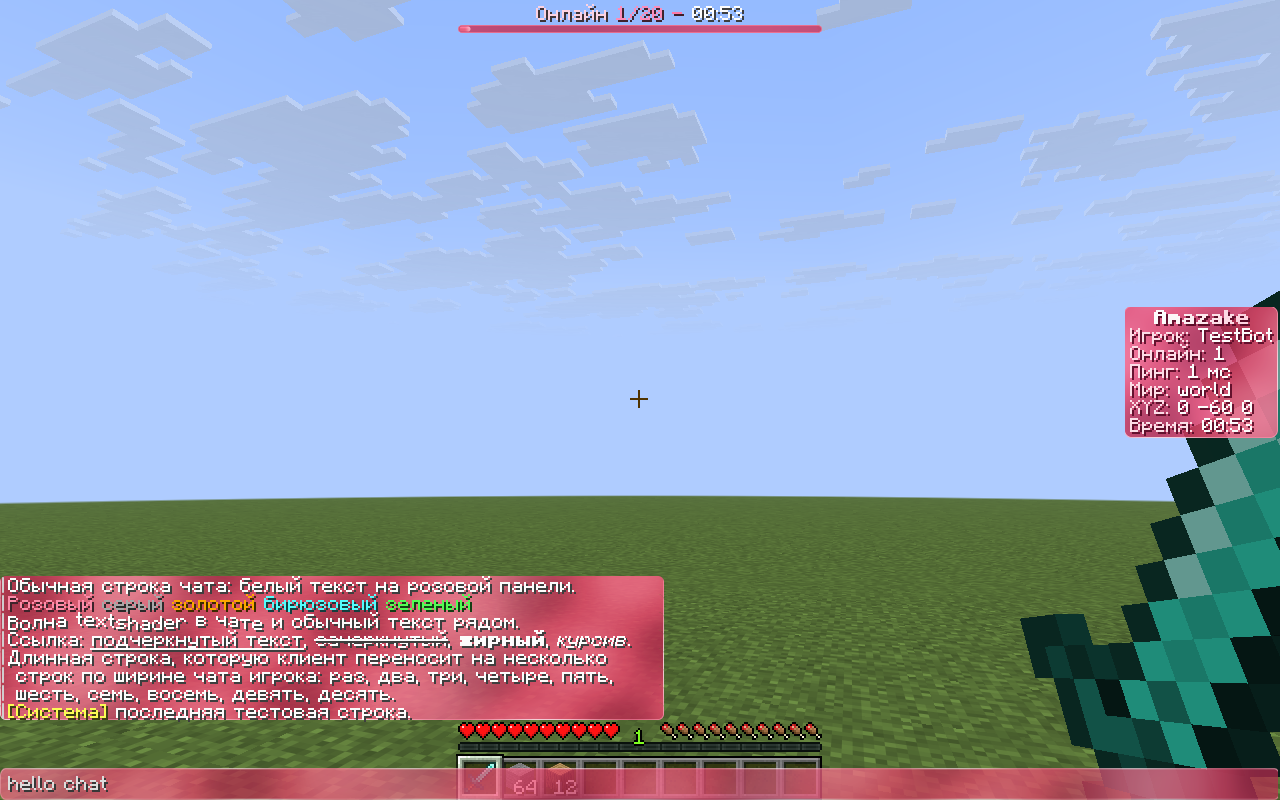 Онлайн 1/20 - 00:53
Amazake
Игрок: TestBot
Онлайн: 1
Пинг: 1 мс
Мир: world
XYZ: 0 -60 0
Время: 00:53
Обычная строка чата: белый текст на розовой панели.
Розовый серый золотой бирюзовый зеленый
Волна textshader в чате и обычный текст рядом.
Ссылка: подчеркнутый текст, зачеркнутый, жирный, курсив.
Длинная строка, которую клиент переносит на несколько
строк по ширине чата игрока: раз, два, три, четыре, пять,
шесть, семь, восемь, девять, десять.
[Система] последняя тестовая строка.
1
64 12
hello chat